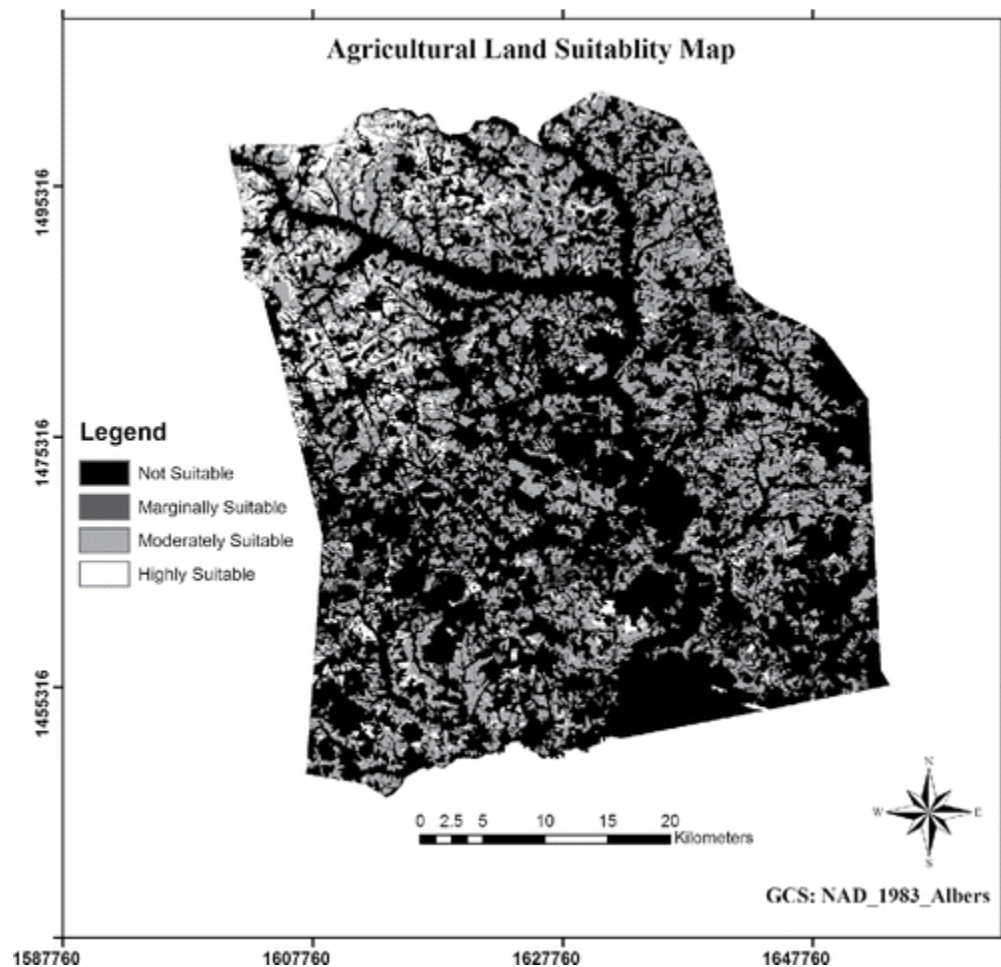 Agricultural Land Suitablity Map
1495316
1475316
1455316
Legend
Not Suitable
Marginally Suitable
Moderately Suitable
Highly Suitable
0 2.5 5 10 15 20
Kilometers
N
W E
S
GCS: NAD_1983_Albers
1587760 1607760 1627760 1647760